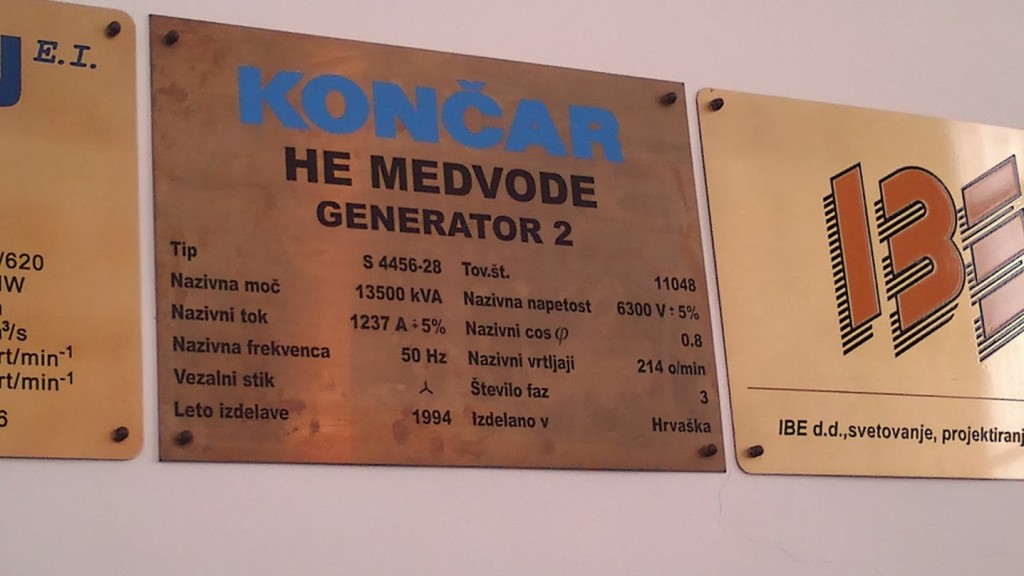 E.I.
/620
m³/s
rt/min⁻¹
rt/min⁻¹
6
KONČAR
HE MEDVODE
GENERATOR 2
Tip S 4456-28 Tov.št. 11048
Nazivna moč 13500 kVA Nazivna napetost 6300 V ÷ 5%
Nazivni tok 1237 A ÷ 5% Nazivni cos φ 0.8
Nazivna frekvenca 50 Hz Nazivni vrtljaji 214 o/min
Vezalni stik Število faz 3
Leto izdelave 1994 Izdelano v Hrvaška
IBE
IBE d.d.,svetovanje, projektiranj